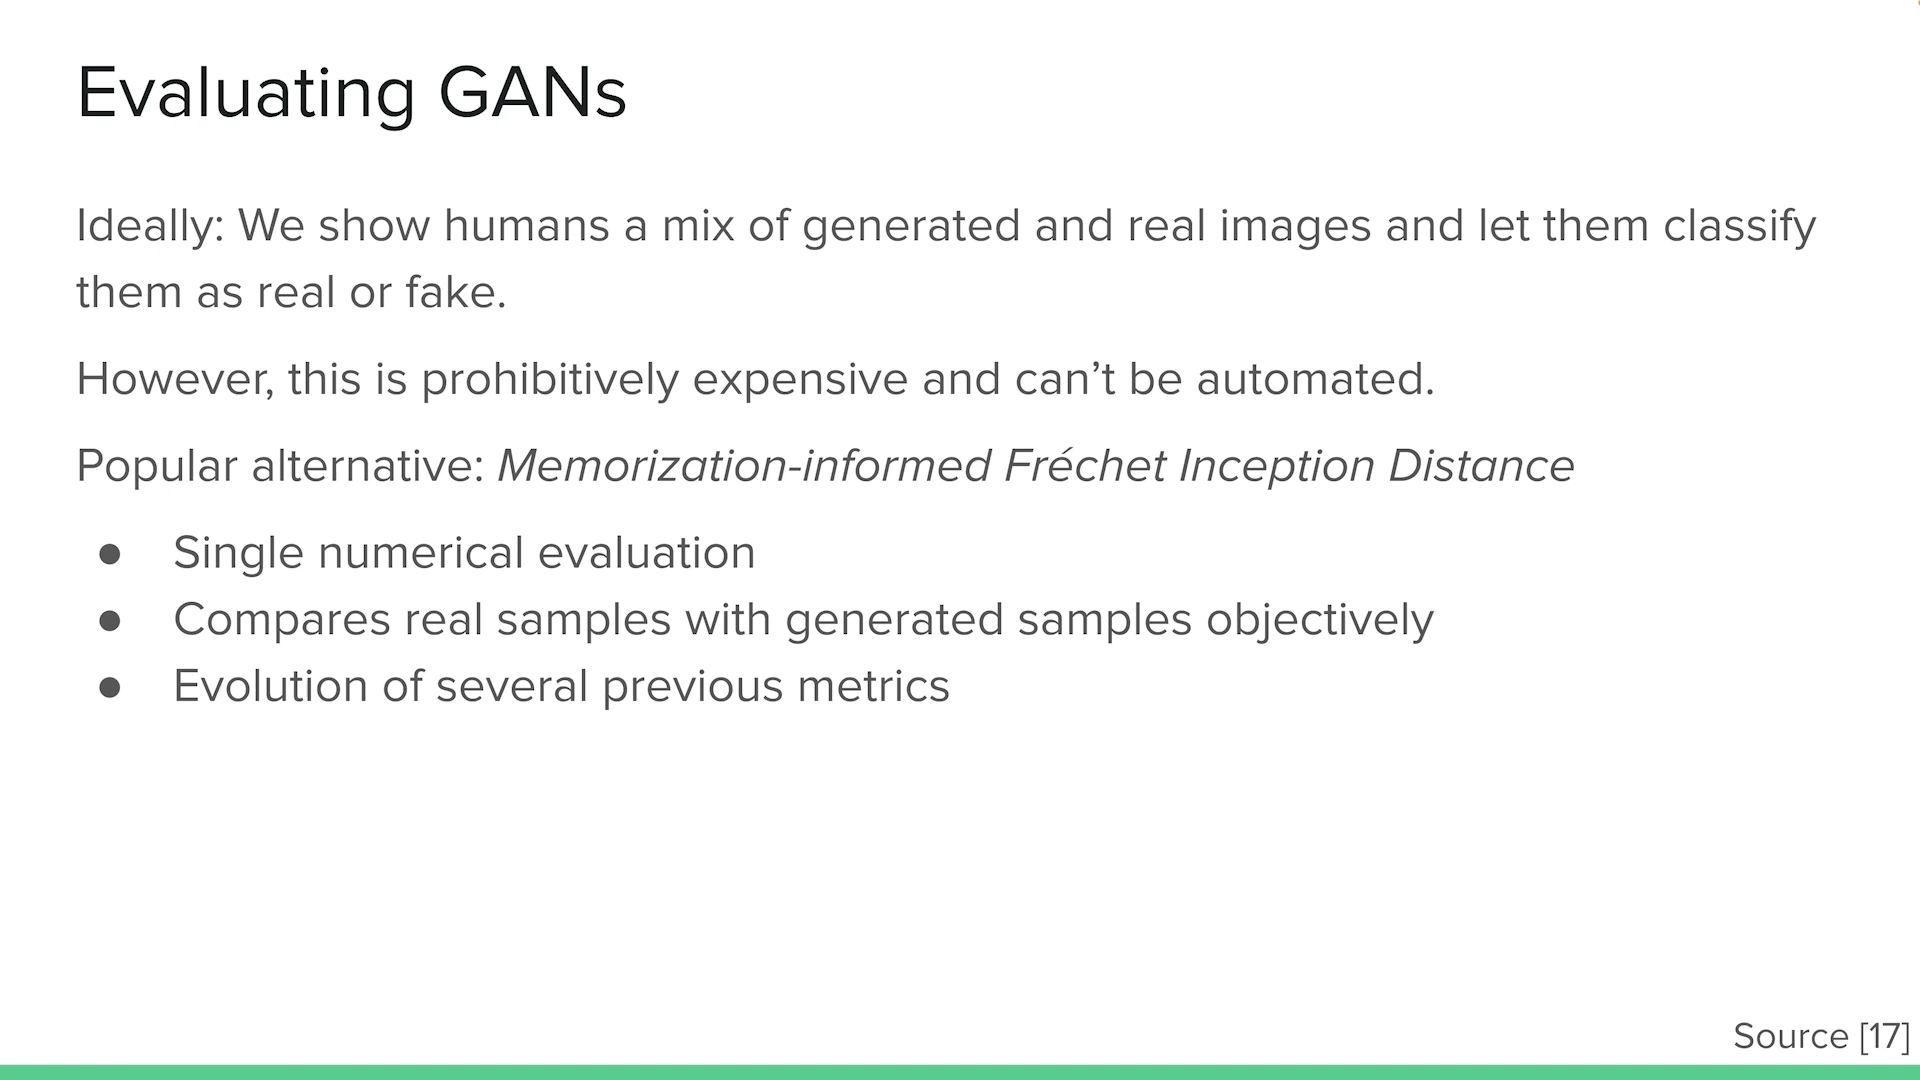 Evaluating GANs
Ideally: We show humans a mix of generated and real images and let them classify
them as real or fake.
However, this is prohibitively expensive and can’t be automated.
Popular alternative: Memorization-informed Fréchet Inception Distance
● Single numerical evaluation
● Compares real samples with generated samples objectively
● Evolution of several previous metrics
Source [17]